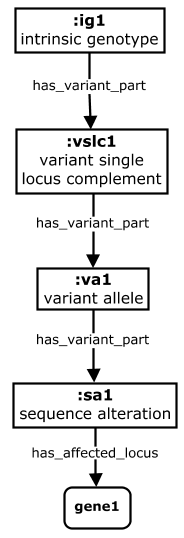 :ig1
intrinsic genotype
has_variant_part
:vslc1
variant single
locus complement
has_variant_part
:va1
variant allele
has_variant_part
:sa1
sequence alteration
has_affected_locus
gene1